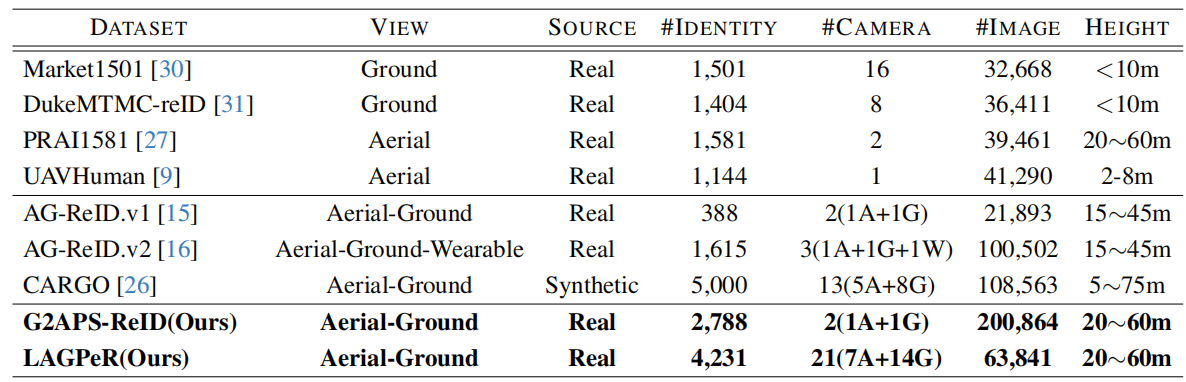 DATASET VIEW SOURCE #IDENTITY #CAMERA #IMAGE HEIGHT
Market1501 [30] Ground Real 1,501 16 32,668 <10m
DukeMTMC-reID [31] Ground Real 1,404 8 36,411 <10m
PRAI1581 [27] Aerial Real 1,581 2 39,461 20∼60m
UAVHuman [9] Aerial Real 1,144 1 41,290 2-8m
AG-ReID.v1 [15] Aerial-Ground Real 388 2(1A+1G) 21,893 15∼45m
AG-ReID.v2 [16] Aerial-Ground-Wearable Real 1,615 3(1A+1G+1W) 100,502 15∼45m
CARGO [26] Aerial-Ground Synthetic 5,000 13(5A+8G) 108,563 5∼75m
G2APS-ReID(Ours) Aerial-Ground Real 2,788 2(1A+1G) 200,864 20∼60m
LAGPeR(Ours) Aerial-Ground Real 4,231 21(7A+14G) 63,841 20∼60m